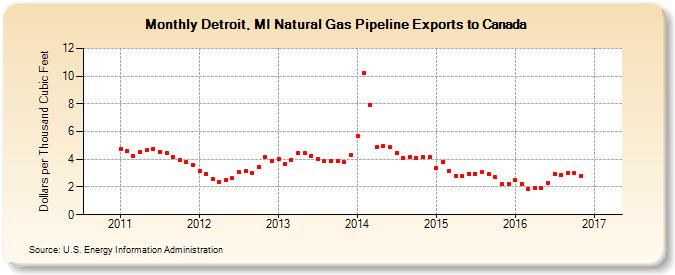 Monthly Detroit, MI Natural Gas Pipeline Exports to Canada
Dollars per Thousand Cubic Feet
12
10
8
6
4
2
0
2011 2012 2013 2014 2015 2016 2017
Source: U.S. Energy Information Administration